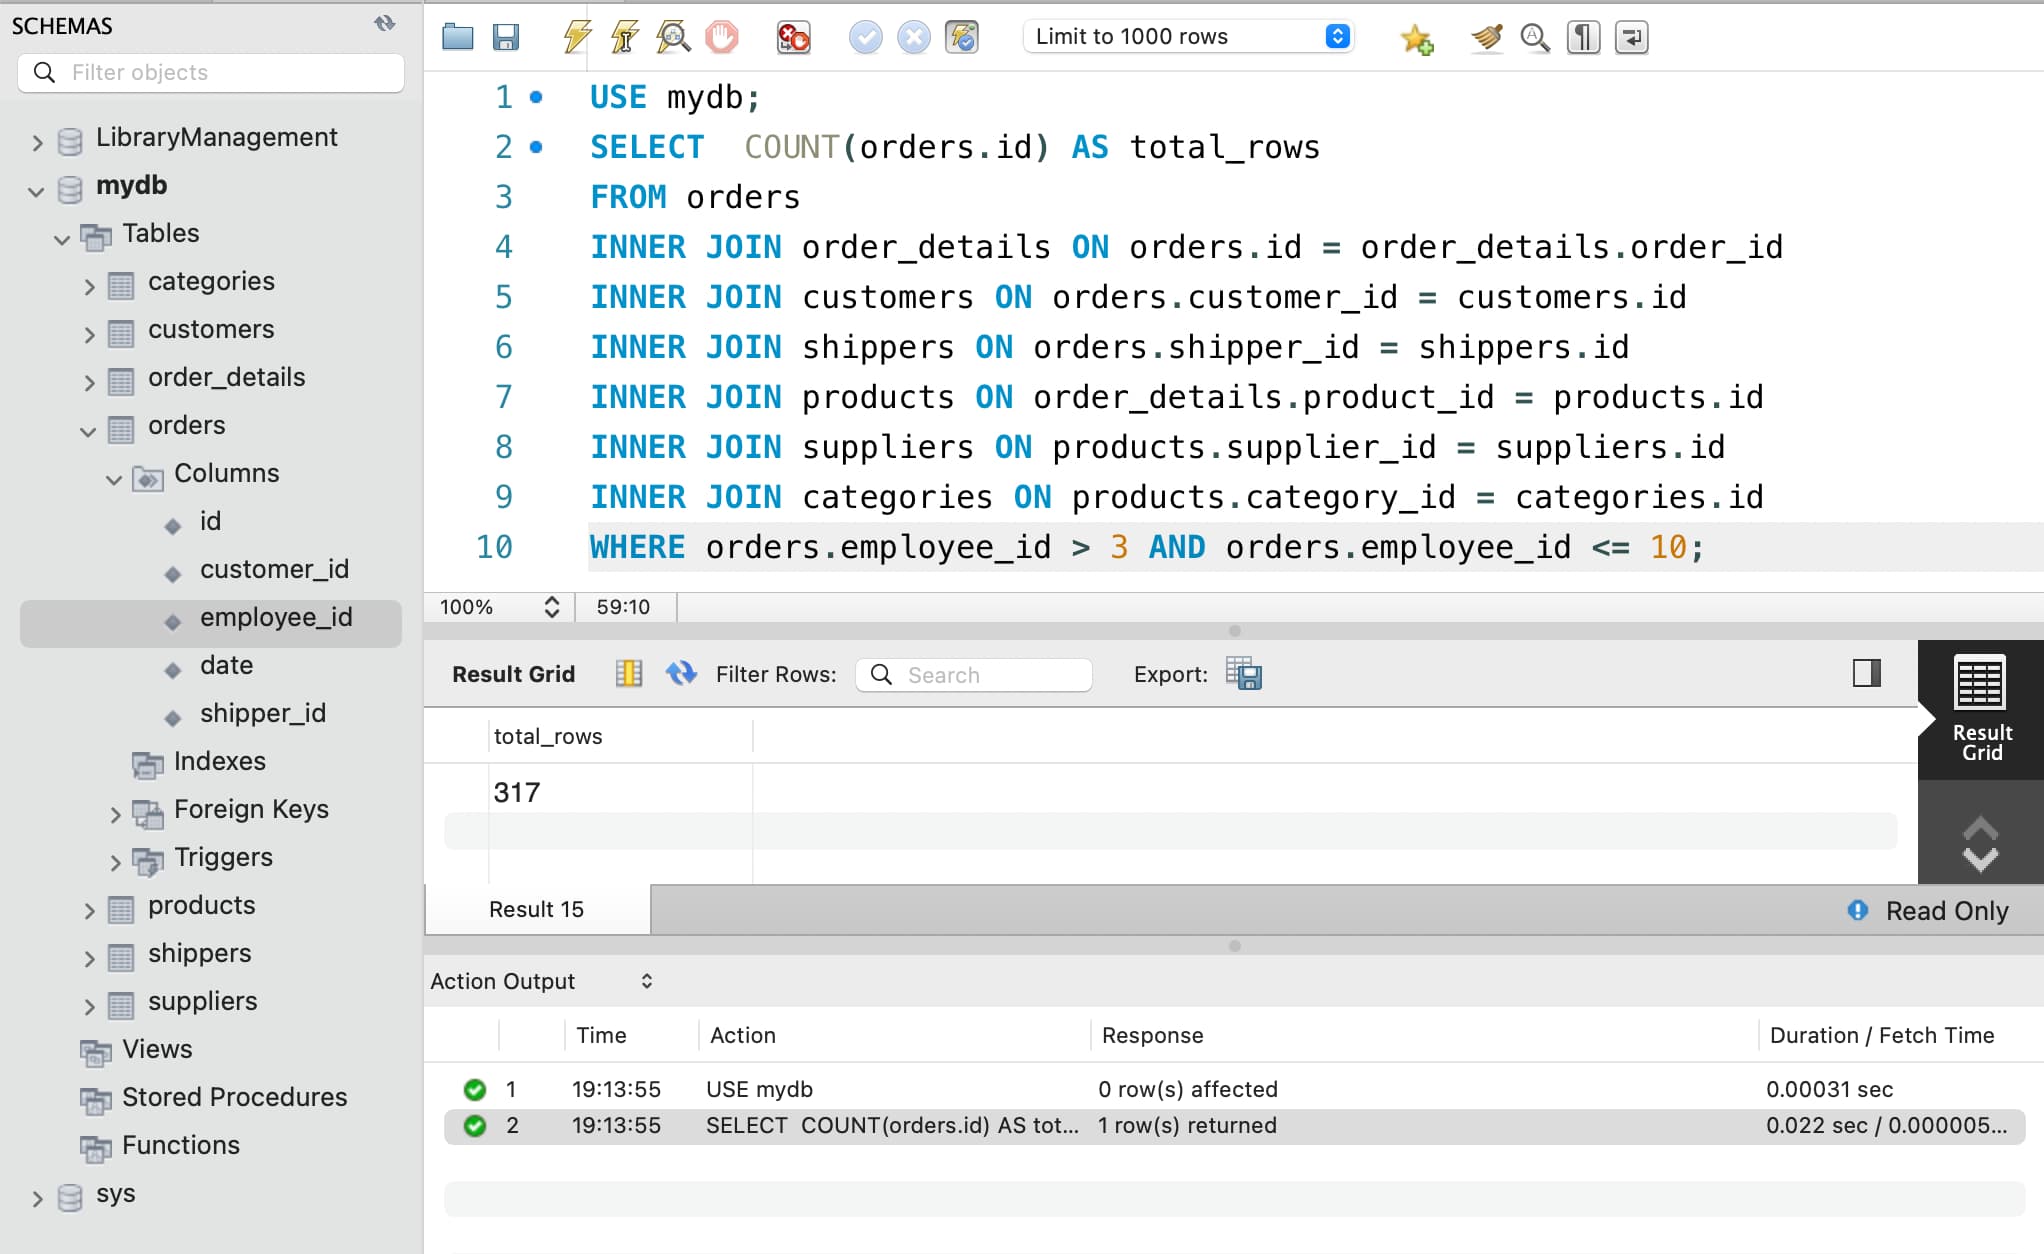 SCHEMAS
Filter objects
LibraryManagement
mydb
Tables
categories
customers
order_details
orders
Columns
id
customer_id
employee_id
date
shipper_id
Indexes
Foreign Keys
Triggers
products
shippers
suppliers
Views
Stored Procedures
Functions
sys
Limit to 1000 rows
1 USE mydb;
2 SELECT  COUNT(orders.id) AS total_rows
3 FROM orders
4 INNER JOIN order_details ON orders.id = order_details.order_id
5 INNER JOIN customers ON orders.customer_id = customers.id
6 INNER JOIN shippers ON orders.shipper_id = shippers.id
7 INNER JOIN products ON order_details.product_id = products.id
8 INNER JOIN suppliers ON products.supplier_id = suppliers.id
9 INNER JOIN categories ON products.category_id = categories.id
10 WHERE orders.employee_id > 3 AND orders.employee_id <= 10;
100% 59:10
Result Grid Filter Rows: Search Export:
total_rows
317
Result
Grid
Result 15 Read Only
Action Output
Time Action Response Duration / Fetch Time
1 19:13:55 USE mydb 0 row(s) affected 0.00031 sec
2 19:13:55 SELECT  COUNT(orders.id) AS tot... 1 row(s) returned 0.022 sec / 0.000005...